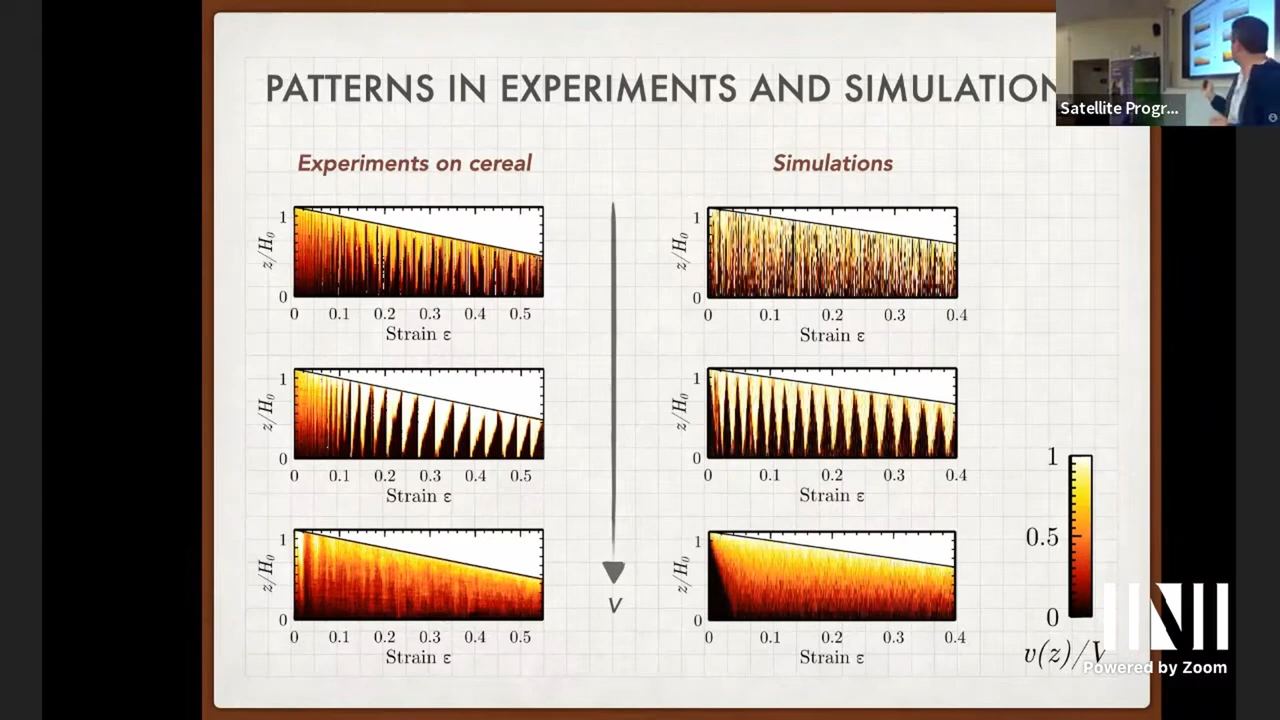 PATTERNS IN EXPERIMENTS AND SIMULATION
Satellite Progr...
Experiments on cereal
Simulations
1
z/H₀
0
0 0.1 0.2 0.3 0.4 0.5
Strain ε
1
z/H₀
0
0 0.1 0.2 0.3 0.4
Strain ε
1
z/H₀
0
0 0.1 0.2 0.3 0.4 0.5
Strain ε
1
z/H₀
0
0 0.1 0.2 0.3 0.4
Strain ε
1
z/H₀
0
0 0.1 0.2 0.3 0.4 0.5
Strain ε
v
1
z/H₀
0
0 0.1 0.2 0.3 0.4
Strain ε
1
0.5
0
v(z)/V
Powered by Zoom